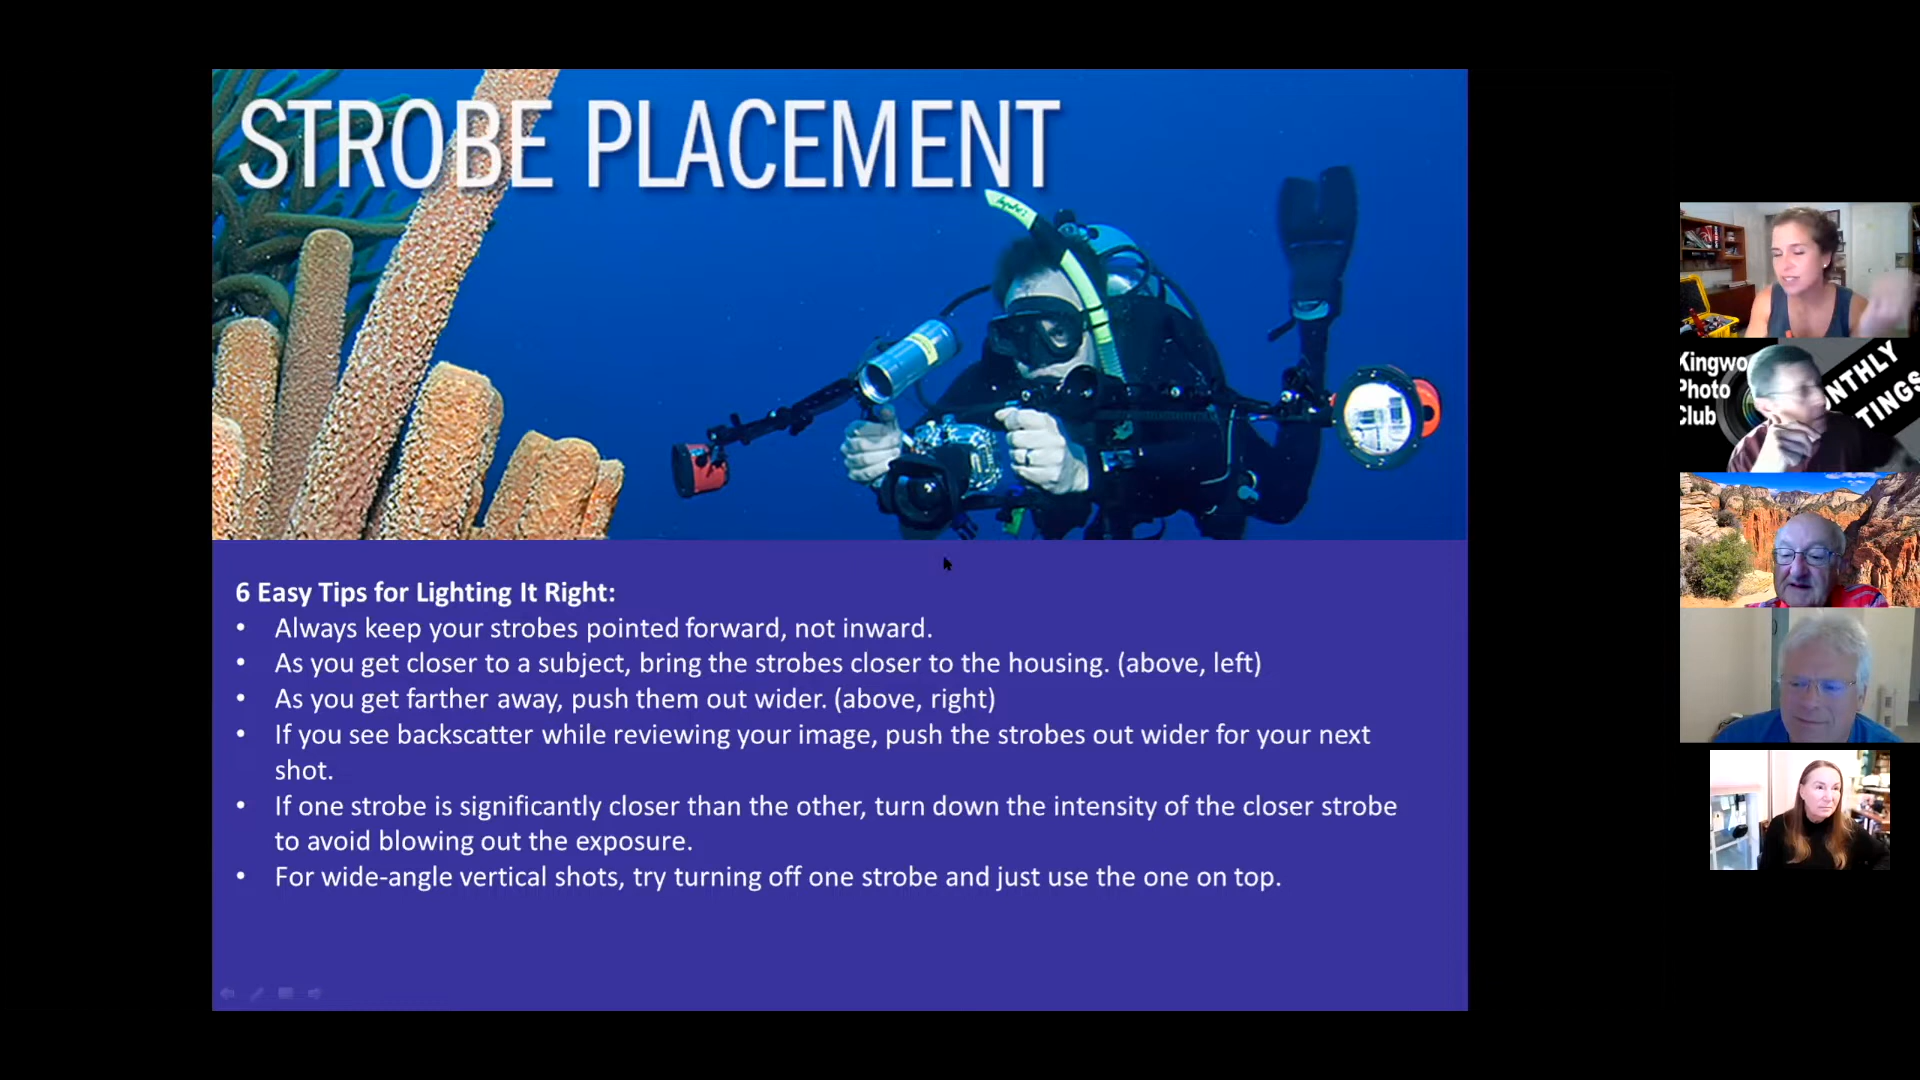 STROBE PLACEMENT
6 Easy Tips for Lighting It Right:
• Always keep your strobes pointed forward, not inward.
• As you get closer to a subject, bring the strobes closer to the housing. (above, left)
• As you get farther away, push them out wider. (above, right)
• If you see backscatter while reviewing your image, push the strobes out wider for your next
shot.
• If one strobe is significantly closer than the other, turn down the intensity of the closer strobe
to avoid blowing out the exposure.
• For wide-angle vertical shots, try turning off one strobe and just use the one on top.
Kingwo
Photo
Club
NTHLY
TINGS